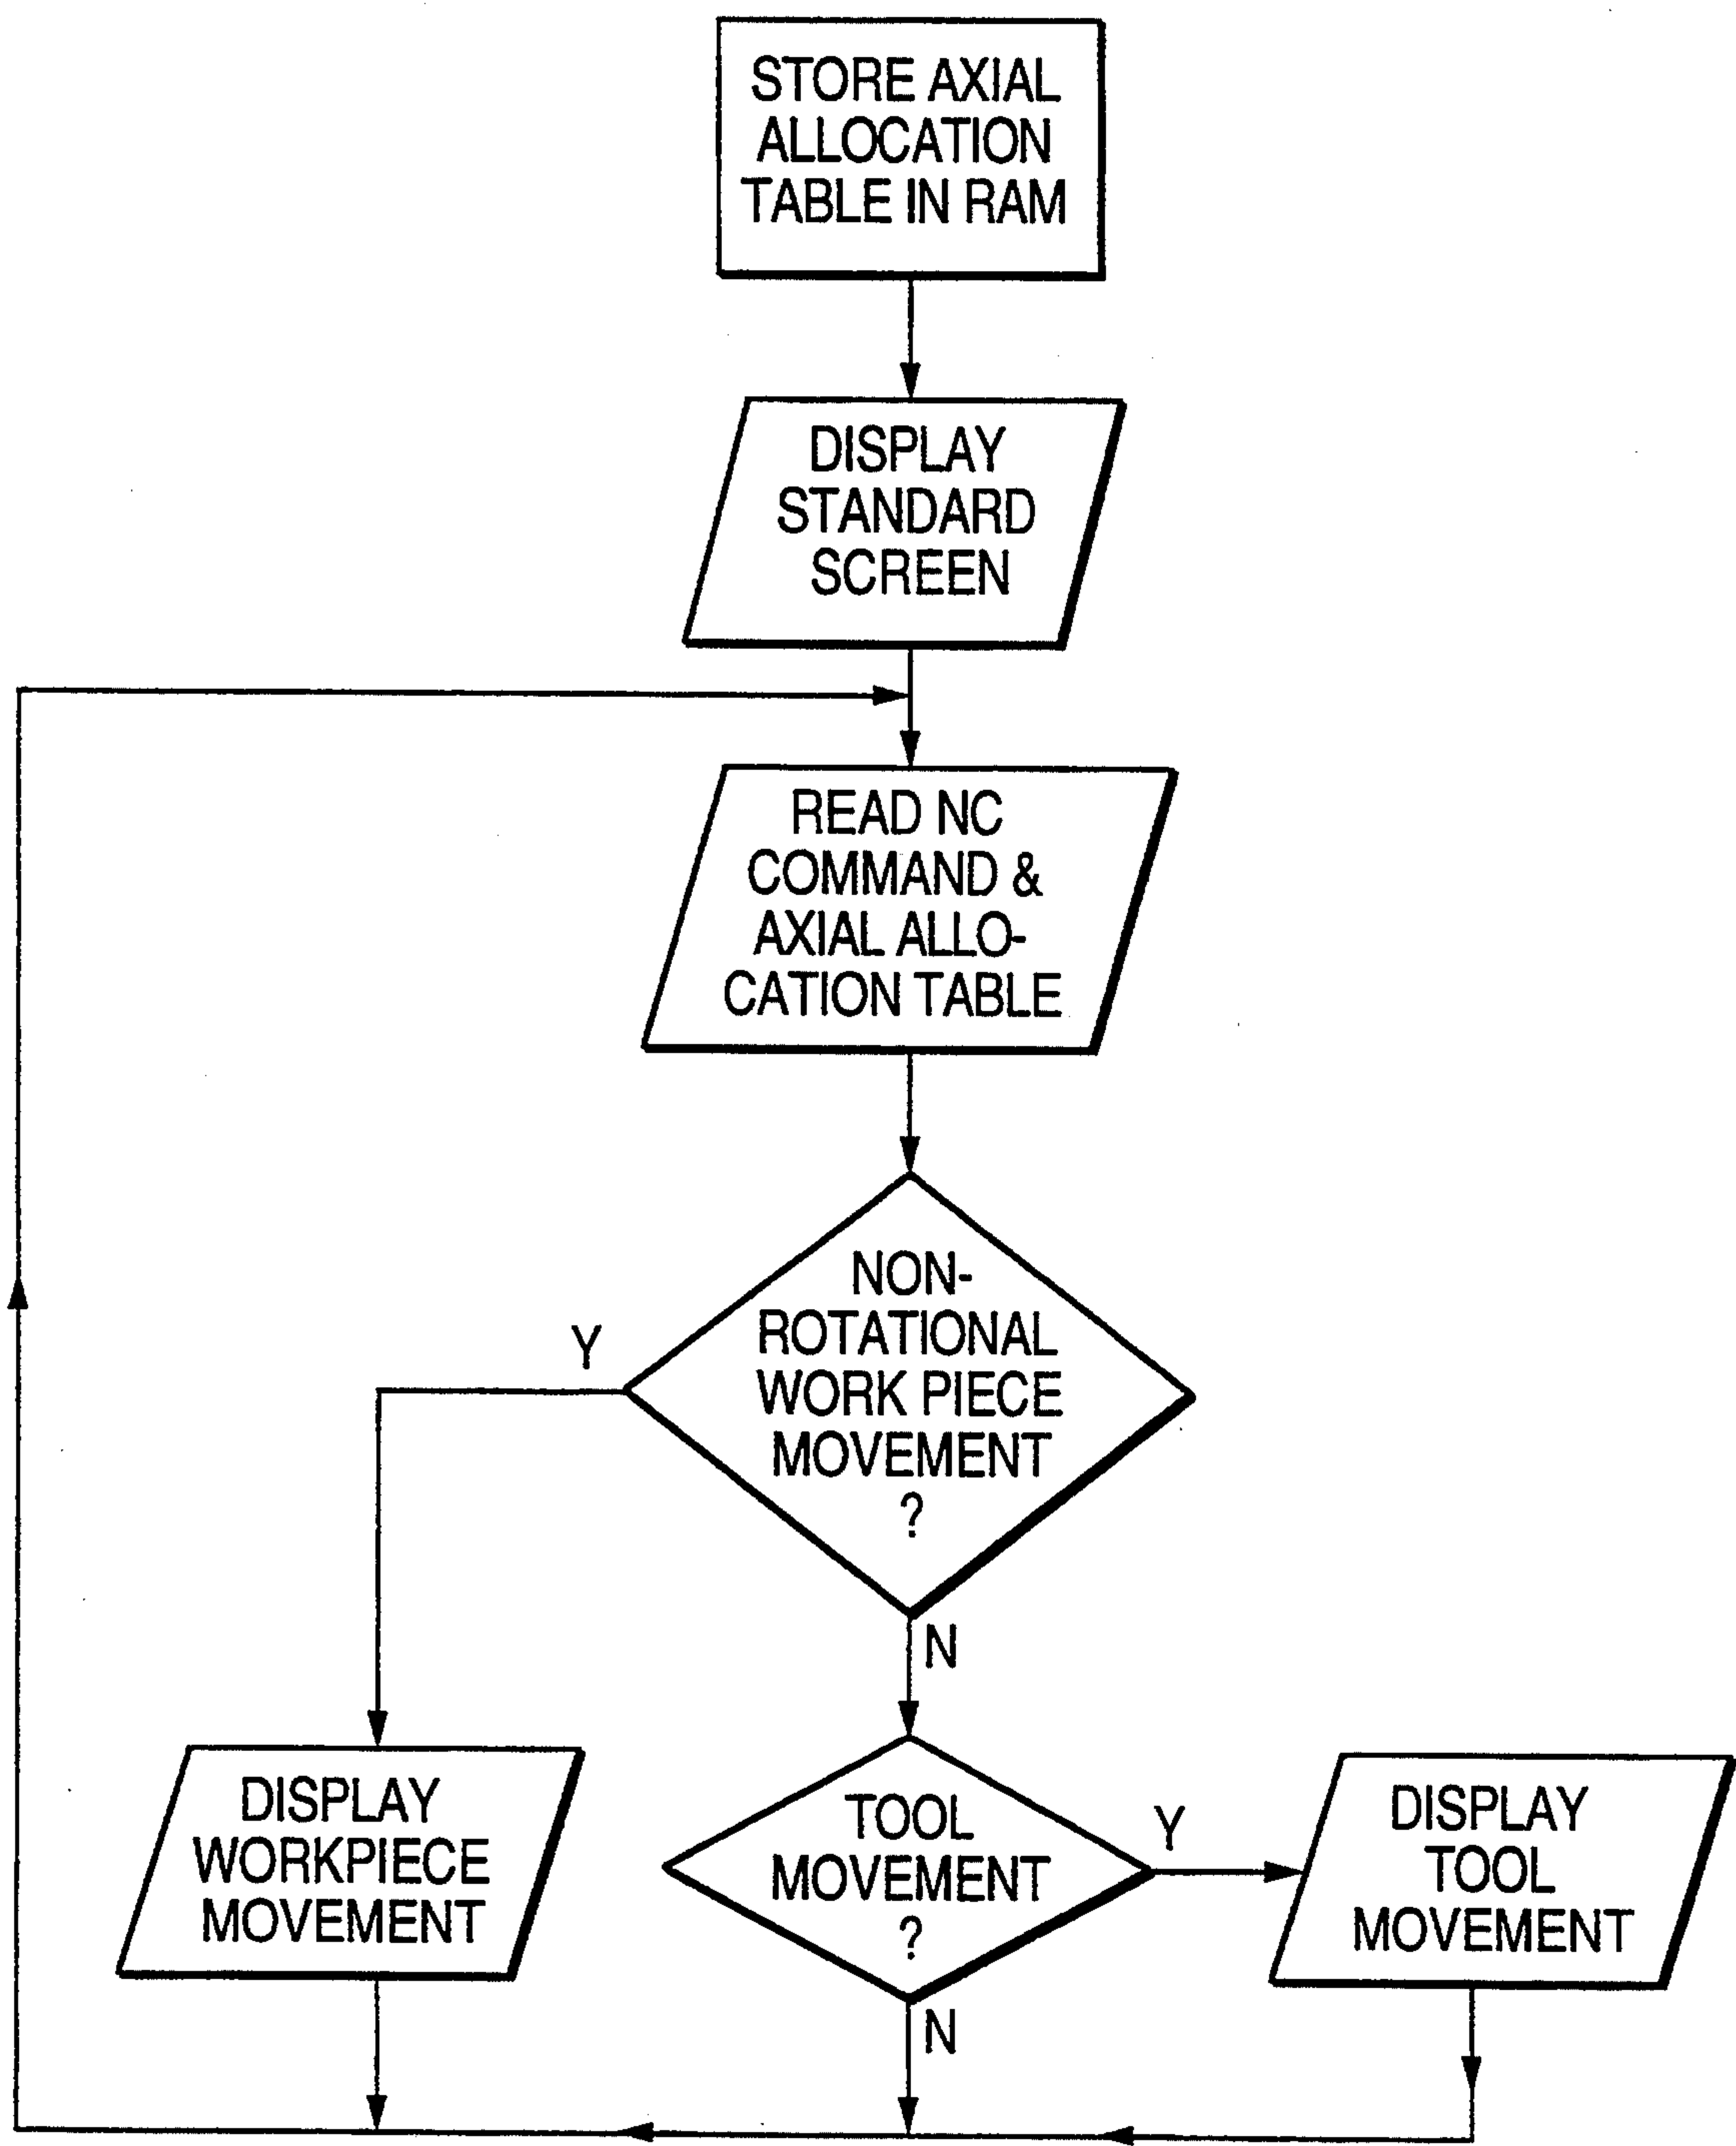 STORE AXIAL
ALLOCATION
TABLE IN RAM
DISPLAY
STANDARD
SCREEN
READ NC
COMMAND &
AXIAL ALLO-
CATION TABLE
NON-
ROTATIONAL
WORK PIECE
MOVEMENT
?
Y
N
DISPLAY
WORKPIECE
MOVEMENT
TOOL
MOVEMENT
?
Y
N
DISPLAY
TOOL
MOVEMENT